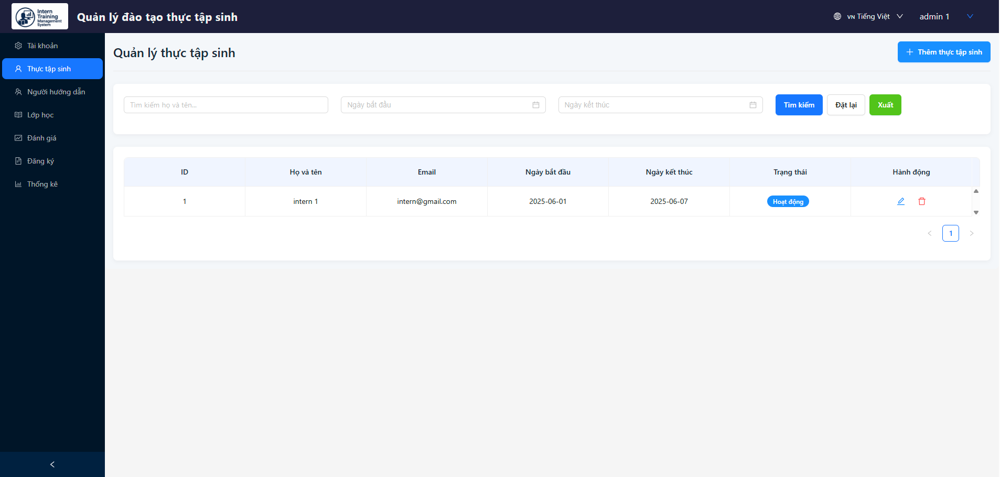 Intern
Training
Management
System
Quản lý đào tạo thực tập sinh
VN Tiếng Việt
admin 1
Tài khoản
Thực tập sinh
Người hướng dẫn
Lớp học
Đánh giá
Đăng ký
Thống kê
Quản lý thực tập sinh
Thêm thực tập sinh
Tìm kiếm họ và tên...
Ngày bắt đầu
Ngày kết thúc
Tìm kiếm
Đặt lại
Xuất
ID Họ và tên Email Ngày bắt đầu Ngày kết thúc Trạng thái Hành động
1 intern 1 intern@gmail.com 2025-06-01 2025-06-07 Hoạt động
1